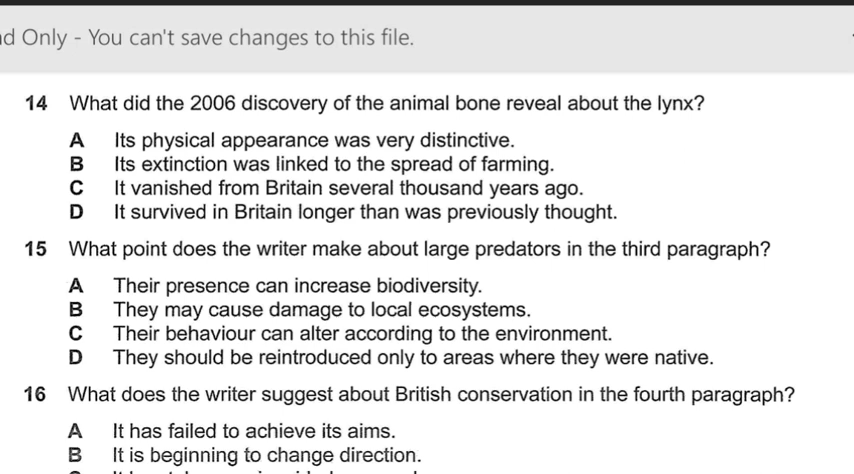 d Only - You can't save changes to this file.
14 What did the 2006 discovery of the animal bone reveal about the lynx?
A Its physical appearance was very distinctive.
B Its extinction was linked to the spread of farming.
C It vanished from Britain several thousand years ago.
D It survived in Britain longer than was previously thought.
15 What point does the writer make about large predators in the third paragraph?
A Their presence can increase biodiversity.
B They may cause damage to local ecosystems.
C Their behaviour can alter according to the environment.
D They should be reintroduced only to areas where they were native.
16 What does the writer suggest about British conservation in the fourth paragraph?
A It has failed to achieve its aims.
B It is beginning to change direction.